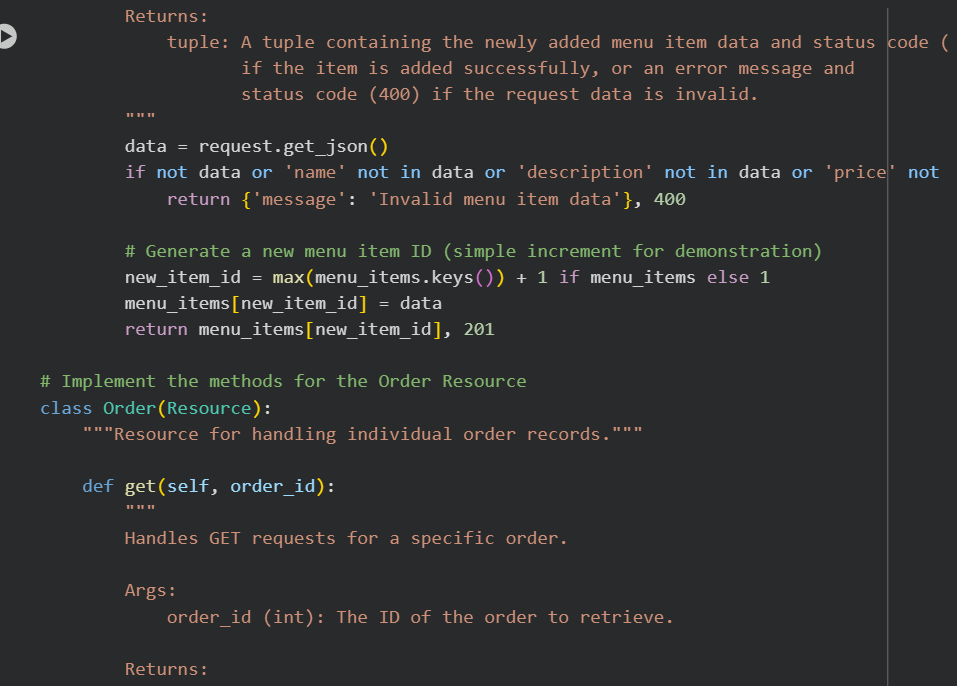 Returns:
            tuple: A tuple containing the newly added menu item data and status code (
                   if the item is added successfully, or an error message and
                   status code (400) if the request data is invalid.
        """
        data = request.get_json()
        if not data or 'name' not in data or 'description' not in data or 'price' not
            return {'message': 'Invalid menu item data'}, 400

        # Generate a new menu item ID (simple increment for demonstration)
        new_item_id = max(menu_items.keys()) + 1 if menu_items else 1
        menu_items[new_item_id] = data
        return menu_items[new_item_id], 201

# Implement the methods for the Order Resource
class Order(Resource):
    """Resource for handling individual order records."""

    def get(self, order_id):
        """
        Handles GET requests for a specific order.

        Args:
            order_id (int): The ID of the order to retrieve.

        Returns: